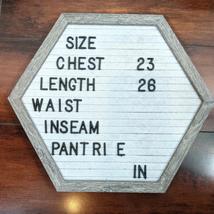 SIZE
CHEST 23
LENGTH 26
WAIST
INSEAM
PANTRI E
IN